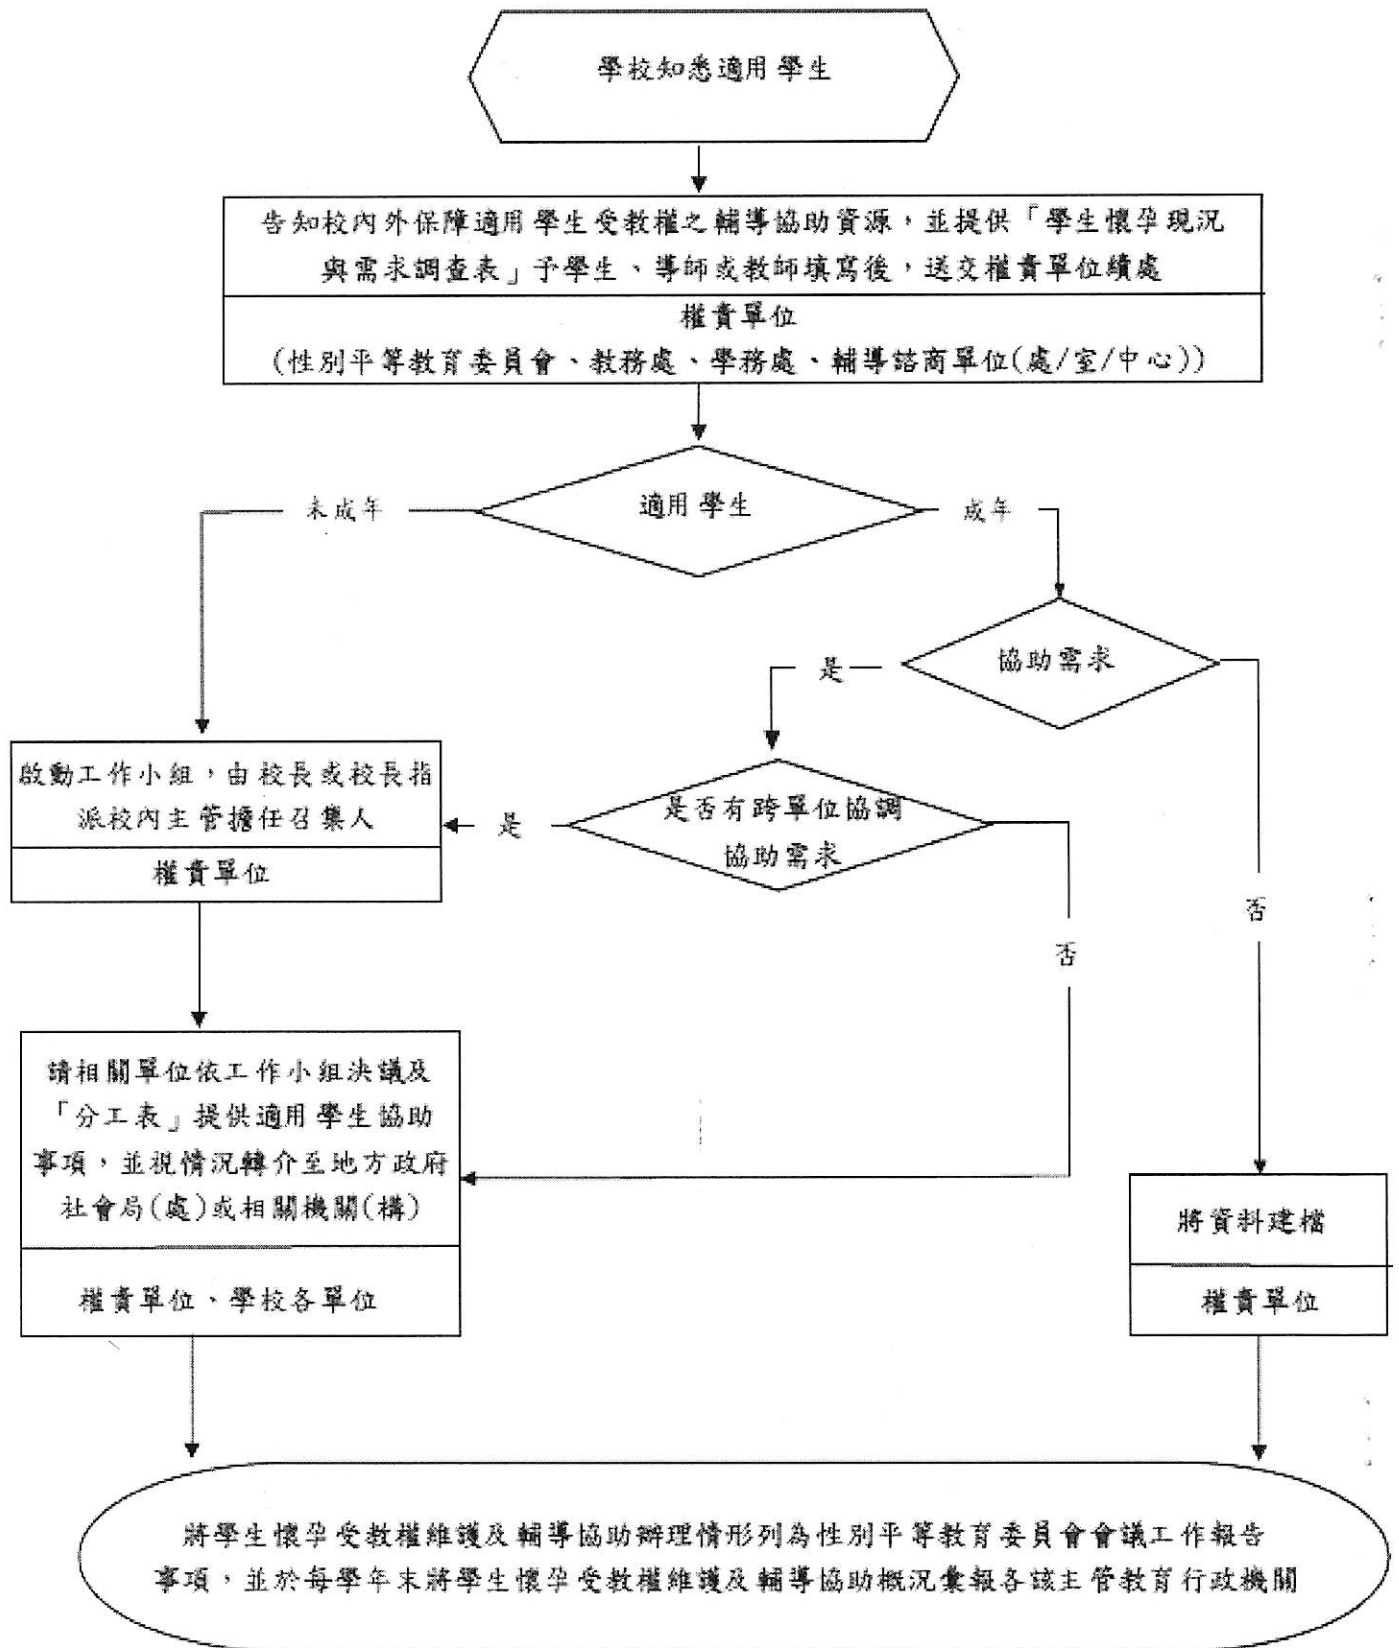 學校知悉適用學生
告知校內外保障適用學生受教權之輔導協助資源，並提供「學生懷孕現況
與需求調查表」予學生、導師或教師填寫後，送交權責單位續處
權責單位
(性別平等教育委員會、教務處、學務處、輔導諮商單位(處/室/中心))
適用學生
未成年
成年
協助需求
是
否
是否有跨單位協調
協助需求
是
否
啟動工作小組，由校長或校長指
派校內主管擔任召集人
權責單位
請相關單位依工作小組決議及
「分工表」提供適用學生協助
事項，並視情況轉介至地方政府
社會局(處)或相關機關(構)
權責單位、學校各單位
將資料建檔
權責單位
將學生懷孕受教權維護及輔導協助辦理情形列為性別平等教育委員會會議工作報告
事項，並於每學年末將學生懷孕受教權維護及輔導協助概況彙報各該主管教育行政機關